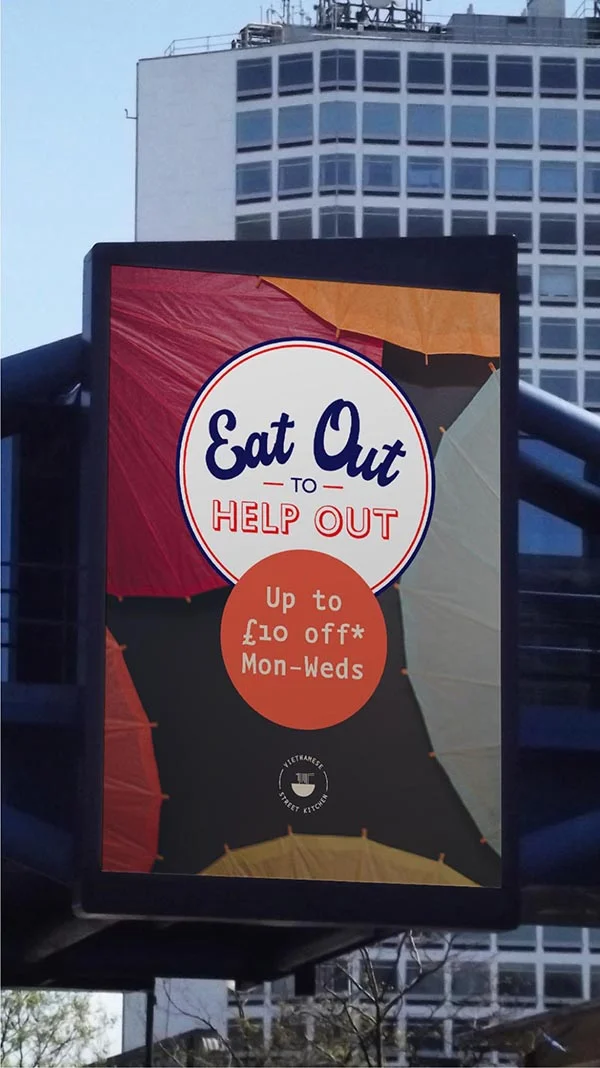 Eat Out
TO
HELP OUT
Up to
£10 off*
Mon-Weds
VIETNAMESE
STREET KITCHEN